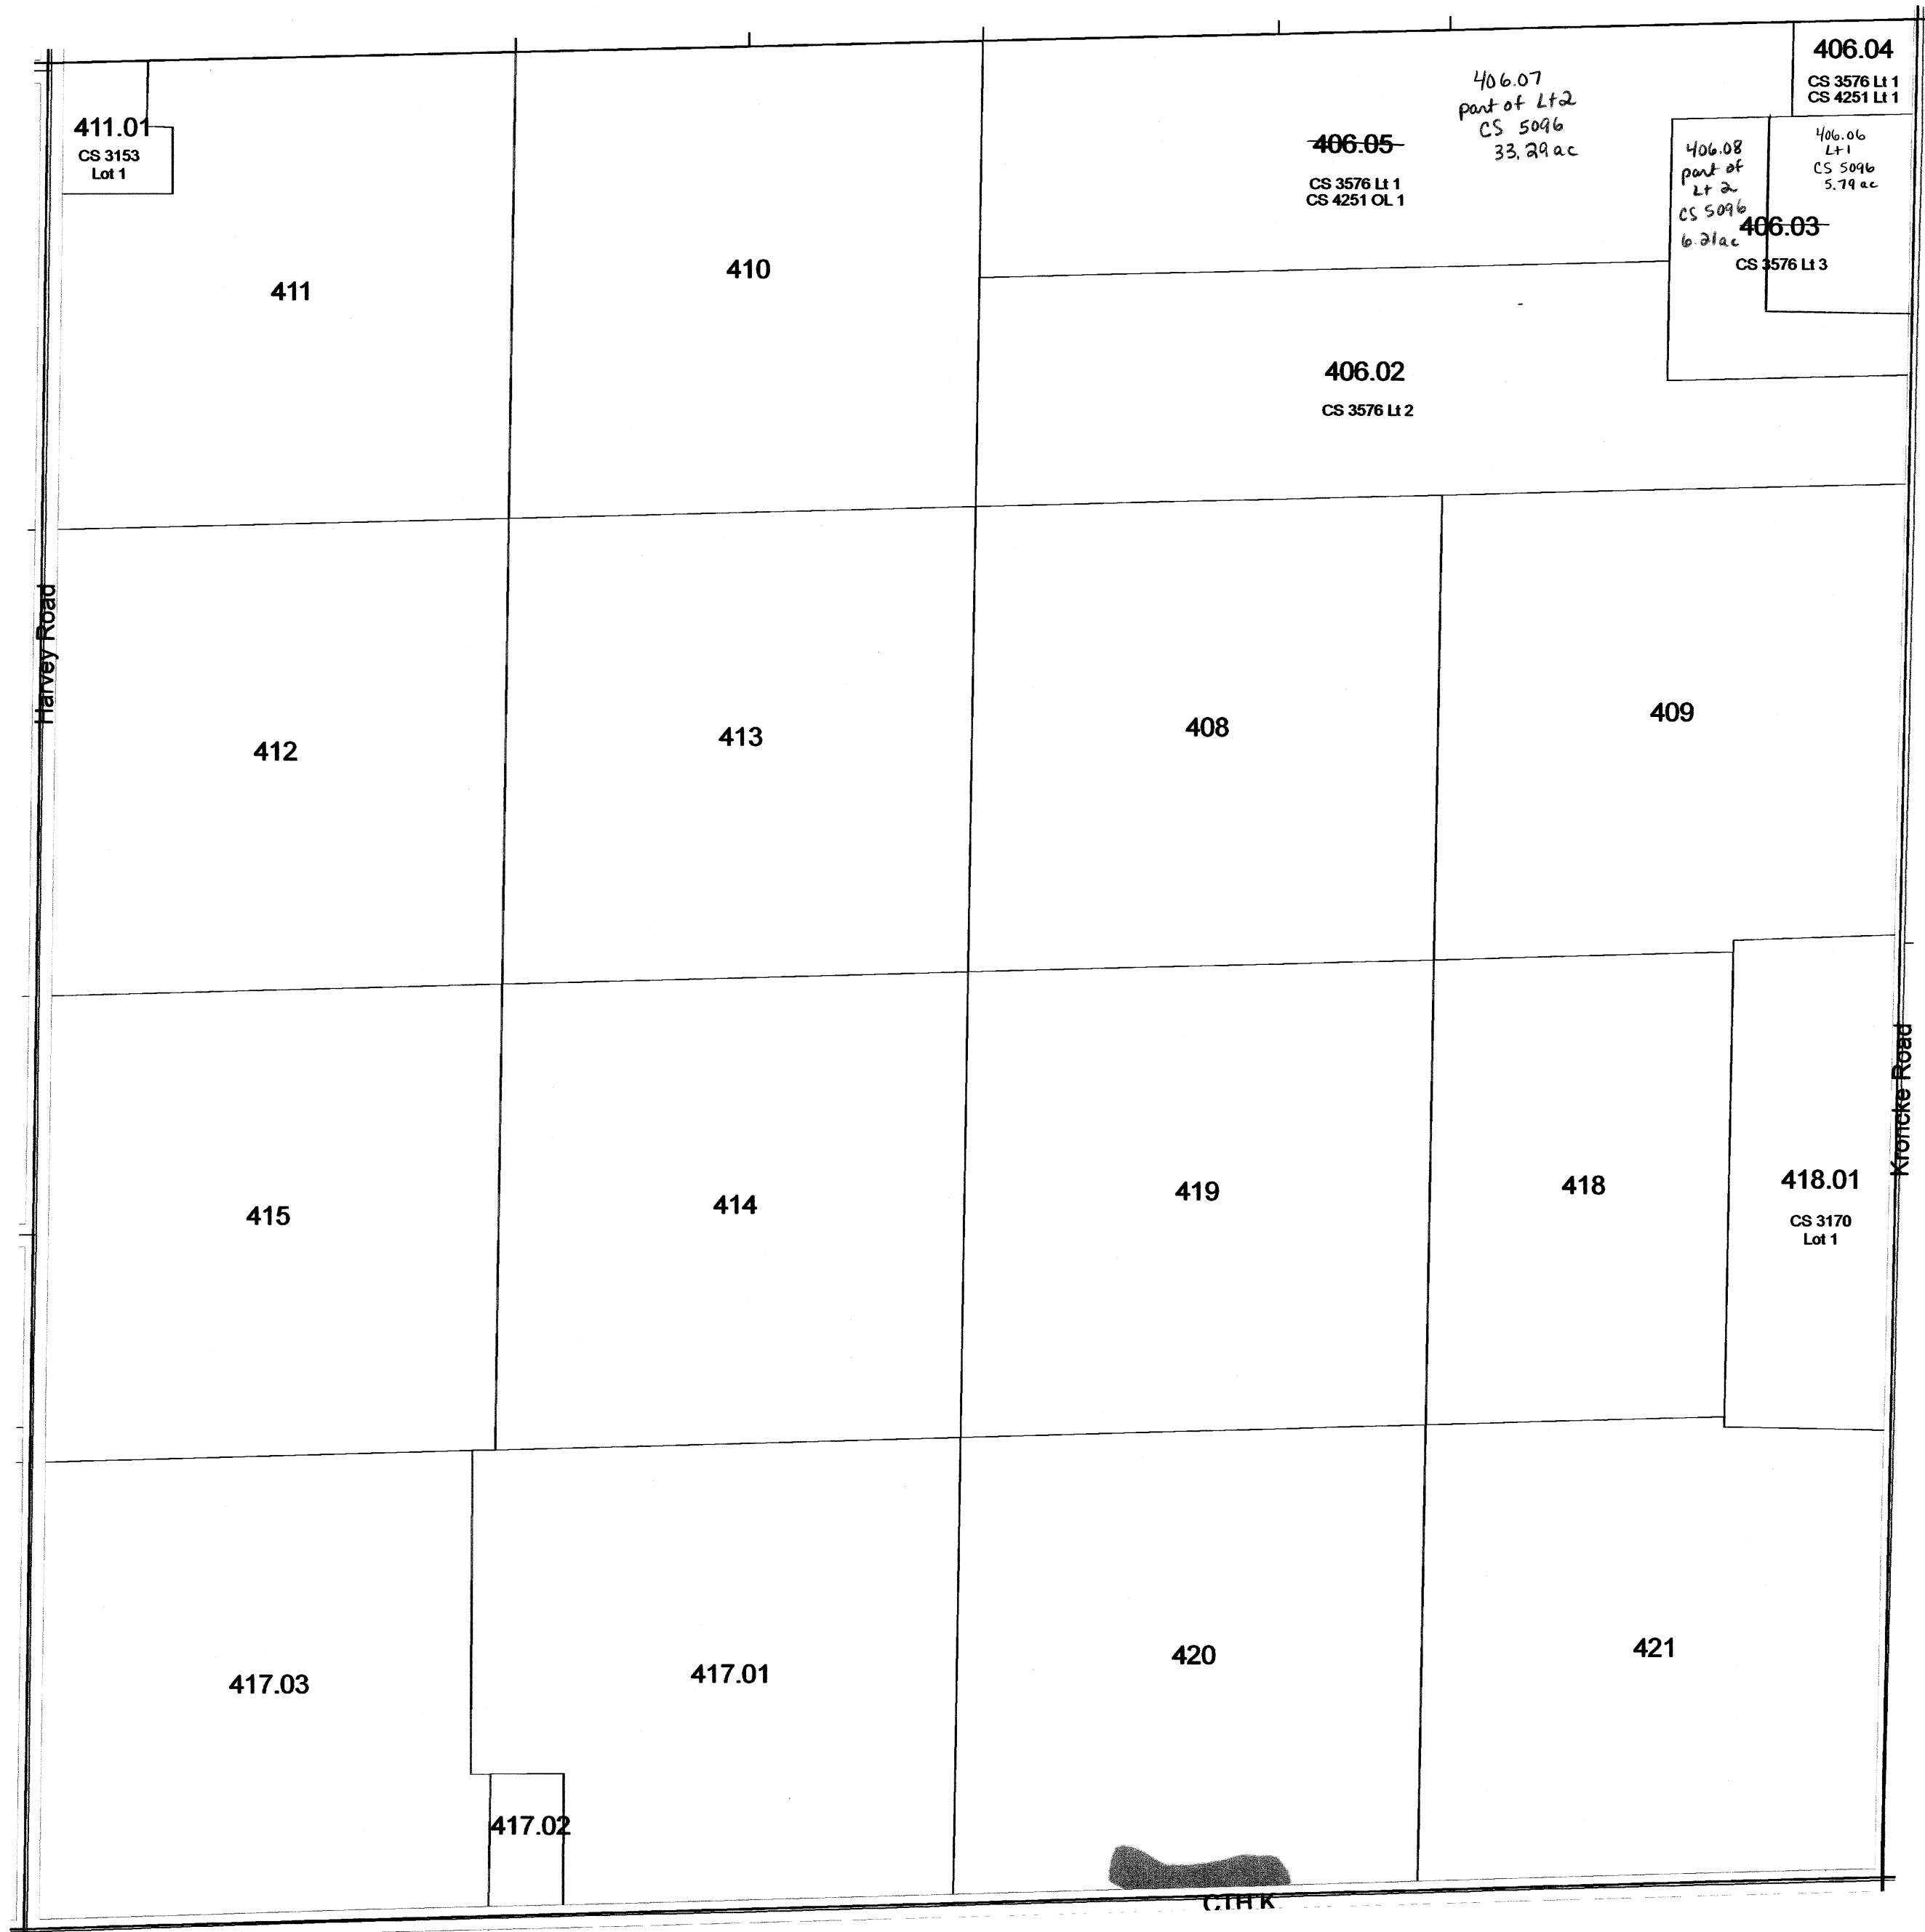 406.04
CS 3576 Lt 1
CS 4251 Lt 1
406.07
part of Lt2
CS 5096
33.29 ac
411.01
CS 3153
Lot 1
406.05
CS 3576 Lt 1
CS 4251 OL 1
406.08
part of
Lt 2
CS 5096
6.21ac
406.06
Lt1
CS 5096
5.79 ac
406.03
CS 3576 Lt 3
411
410
406.02
CS 3576 Lt 2
Harvey Road
412
413
408
409
Kroncke Road
415
414
419
418
418.01
CS 3170
Lot 1
417.03
417.01
420
421
417.02
CTH K